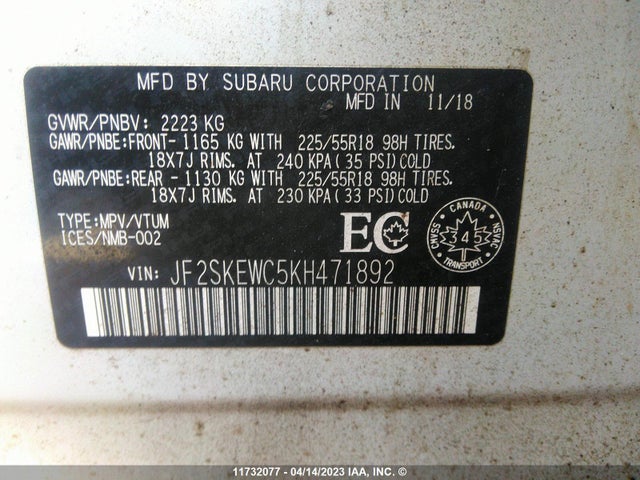 MFD BY SUBARU CORPORATION
MFD IN 11/18
GVWR/PNBV: 2223 KG
GAWR/PNBE:FRONT- 1165 KG WITH 225/55R18 98H TIRES.
18X7J RIMS. AT 240 KPA( 35 PSI) COLD
GAWR/PNBE:REAR - 1130 KG WITH 225/55R18 98H TIRES.
18X7J RIMS. AT 230 KPA( 33 PSI) COLD
TYPE:MPV/VTUM
ICES/NMB-002
EC
CANADA
SSAMC 345 NSVAC
TRANSPORT
VIN: JF2SKEWC5KH471892
11732077 - 04/14/2023 IAA, INC. ©